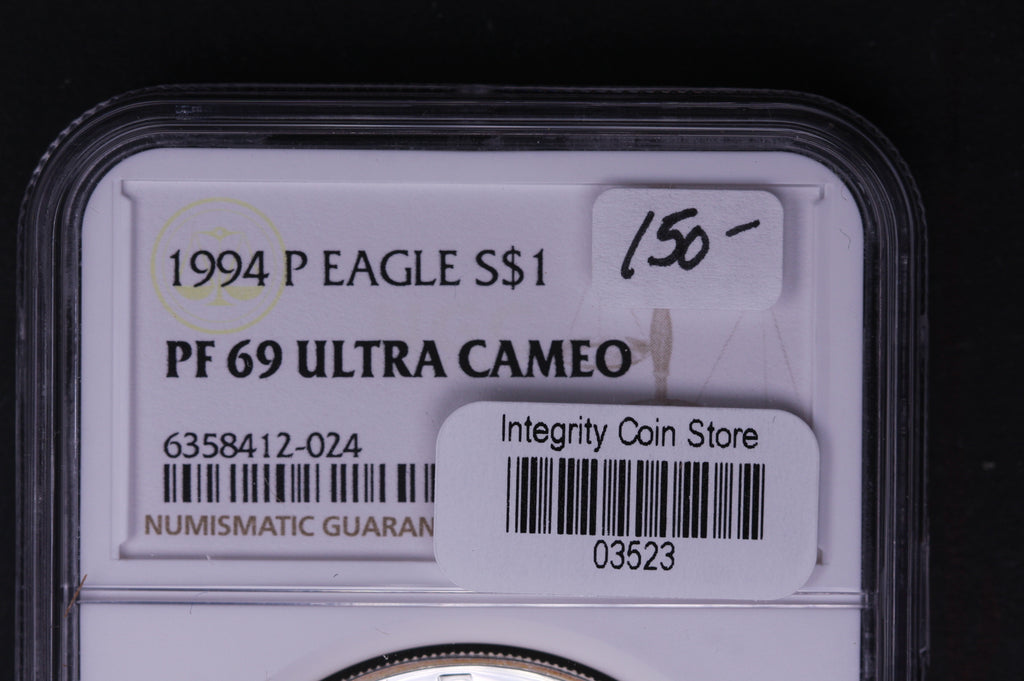 1994 P EAGLE S$1
150-
PF 69 ULTRA CAMEO
6358412-024
NUMISMATIC GUARAN
Integrity Coin Store
03523